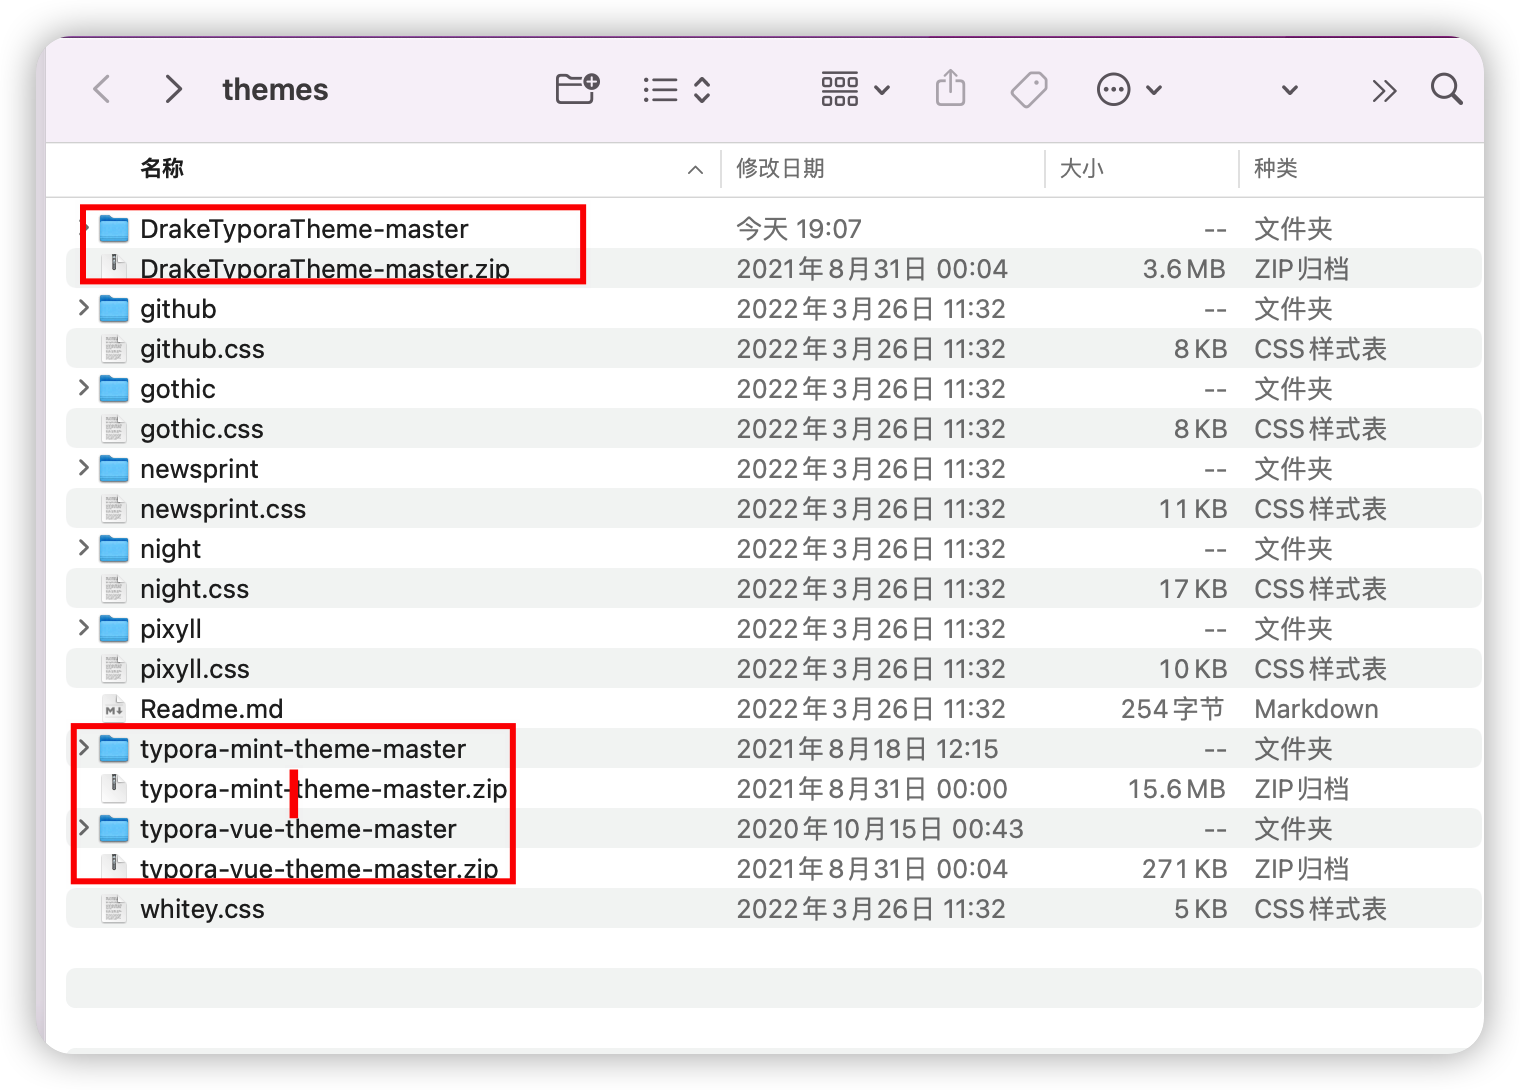 themes
名称 修改日期 大小 种类
DrakeTyporaTheme-master 今天 19:07 -- 文件夹
DrakeTyporaTheme-master.zip 2021年8月31日 00:04 3.6 MB ZIP归档
github 2022年3月26日 11:32 -- 文件夹
github.css 2022年3月26日 11:32 8 KB CSS样式表
gothic 2022年3月26日 11:32 -- 文件夹
gothic.css 2022年3月26日 11:32 8 KB CSS样式表
newsprint 2022年3月26日 11:32 -- 文件夹
newsprint.css 2022年3月26日 11:32 11 KB CSS样式表
night 2022年3月26日 11:32 -- 文件夹
night.css 2022年3月26日 11:32 17 KB CSS样式表
pixyll 2022年3月26日 11:32 -- 文件夹
pixyll.css 2022年3月26日 11:32 10 KB CSS样式表
Readme.md 2022年3月26日 11:32 254字节 Markdown
typora-mint-theme-master 2021年8月18日 12:15 -- 文件夹
typora-mint-theme-master.zip 2021年8月31日 00:00 15.6 MB ZIP归档
typora-vue-theme-master 2020年10月15日 00:43 -- 文件夹
typora-vue-theme-master.zip 2021年8月31日 00:04 271 KB ZIP归档
whitey.css 2022年3月26日 11:32 5 KB CSS样式表